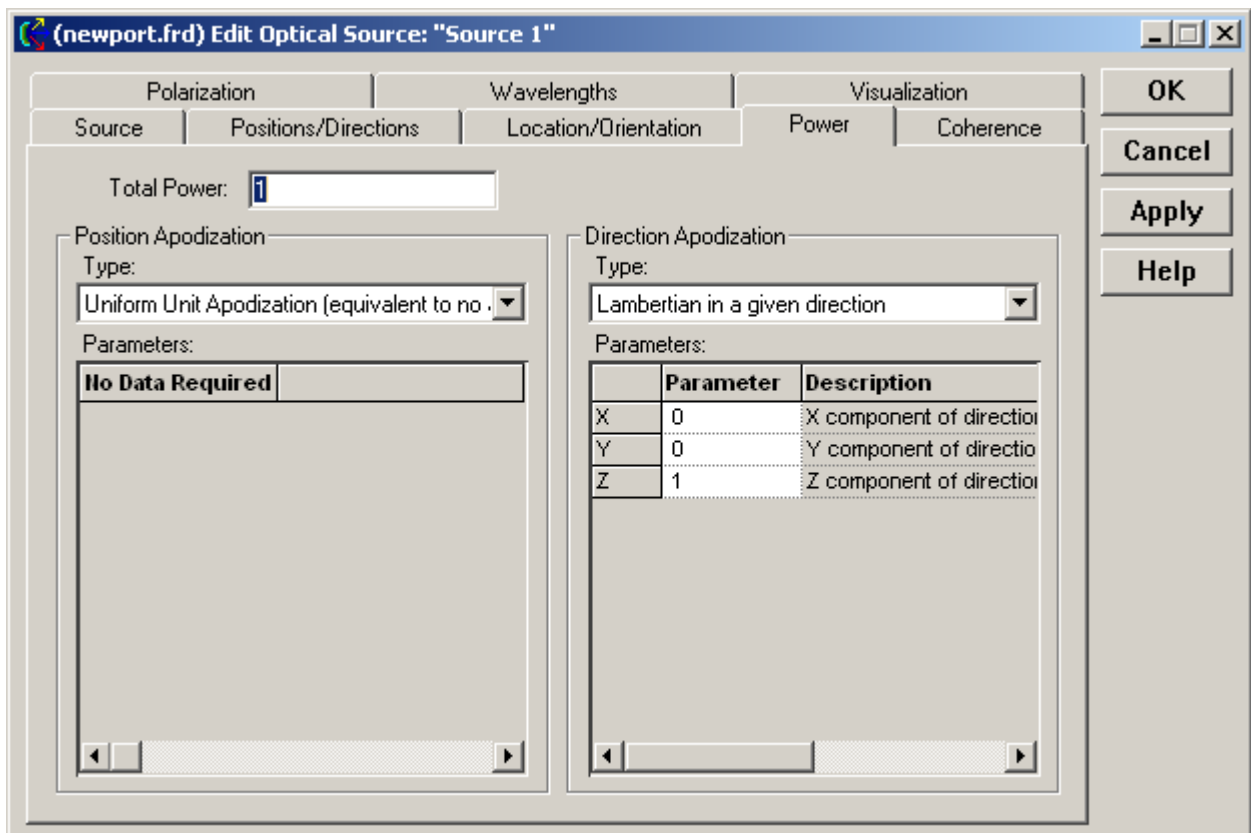 (newport.frd) Edit Optical Source: "Source 1"
Polarization Wavelengths Visualization
Source Positions/Directions Location/Orientation Power Coherence
OK
Cancel
Apply
Help
Total Power: 1
Position Apodization
Type:
Uniform Unit Apodization (equivalent to no
Parameters:
No Data Required
Direction Apodization
Type:
Lambertian in a given direction
Parameters:
Parameter Description
X 0 X component of direction
Y 0 Y component of directio
Z 1 Z component of direction